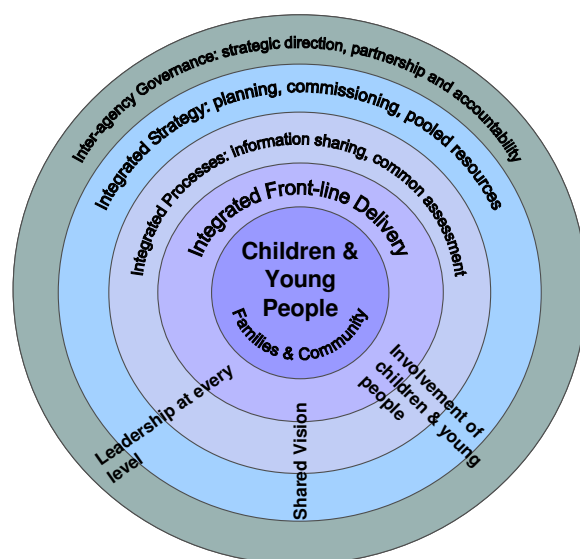 Inter-agency Governance: strategic direction, partnership and accountability
Integrated Strategy: planning, commissioning, pooled resources
Integrated Processes: Information sharing, common assessment
Integrated Front-line Delivery
Children &
Young
People
Families & Community
Leadership at every
level
Shared Vision
Involvement of
children & young
people